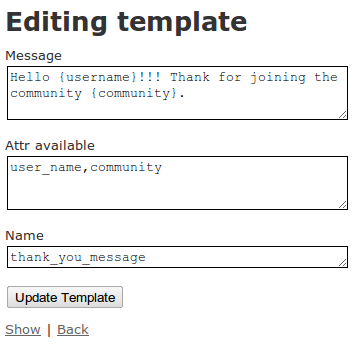 Editing template
Message
Hello {username}!!! Thank for joining the
community {community}.
Attr available
user_name,community
Name
thank_you_message
Update Template
Show | Back